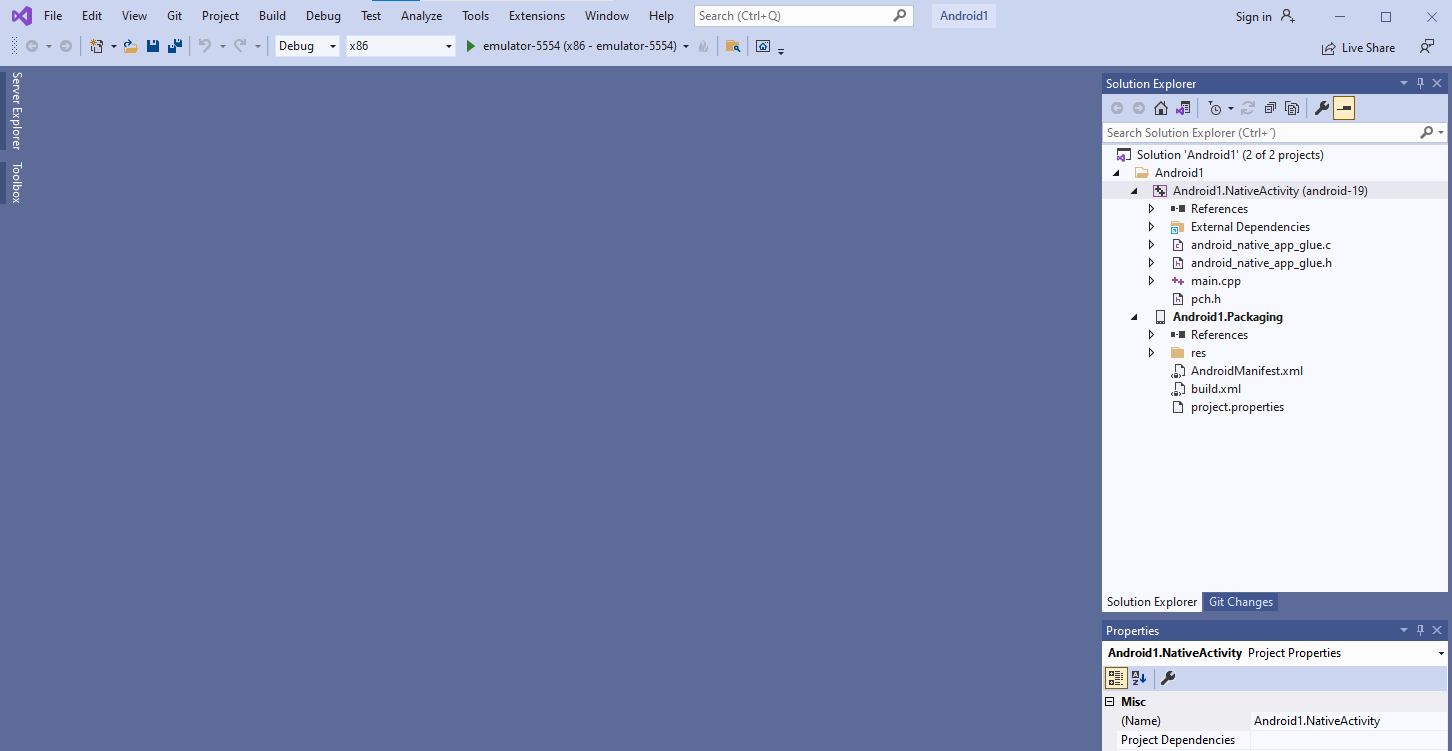 File Edit View Git Project Build Debug Test Analyze Tools Extensions Window Help Search (Ctrl+Q) Android1 Sign in
Debug x86 emulator-5554 (x86 - emulator-5554) Live Share
Server Explorer
Toolbox
Solution Explorer
Search Solution Explorer (Ctrl+´)
Solution 'Android1' (2 of 2 projects)
Android1
Android1.NativeActivity (android-19)
References
External Dependencies
android_native_app_glue.c
android_native_app_glue.h
main.cpp
pch.h
Android1.Packaging
References
res
AndroidManifest.xml
build.xml
project.properties
Solution Explorer Git Changes
Properties
Android1.NativeActivity Project Properties
Misc
(Name) Android1.NativeActivity
Project Dependencies